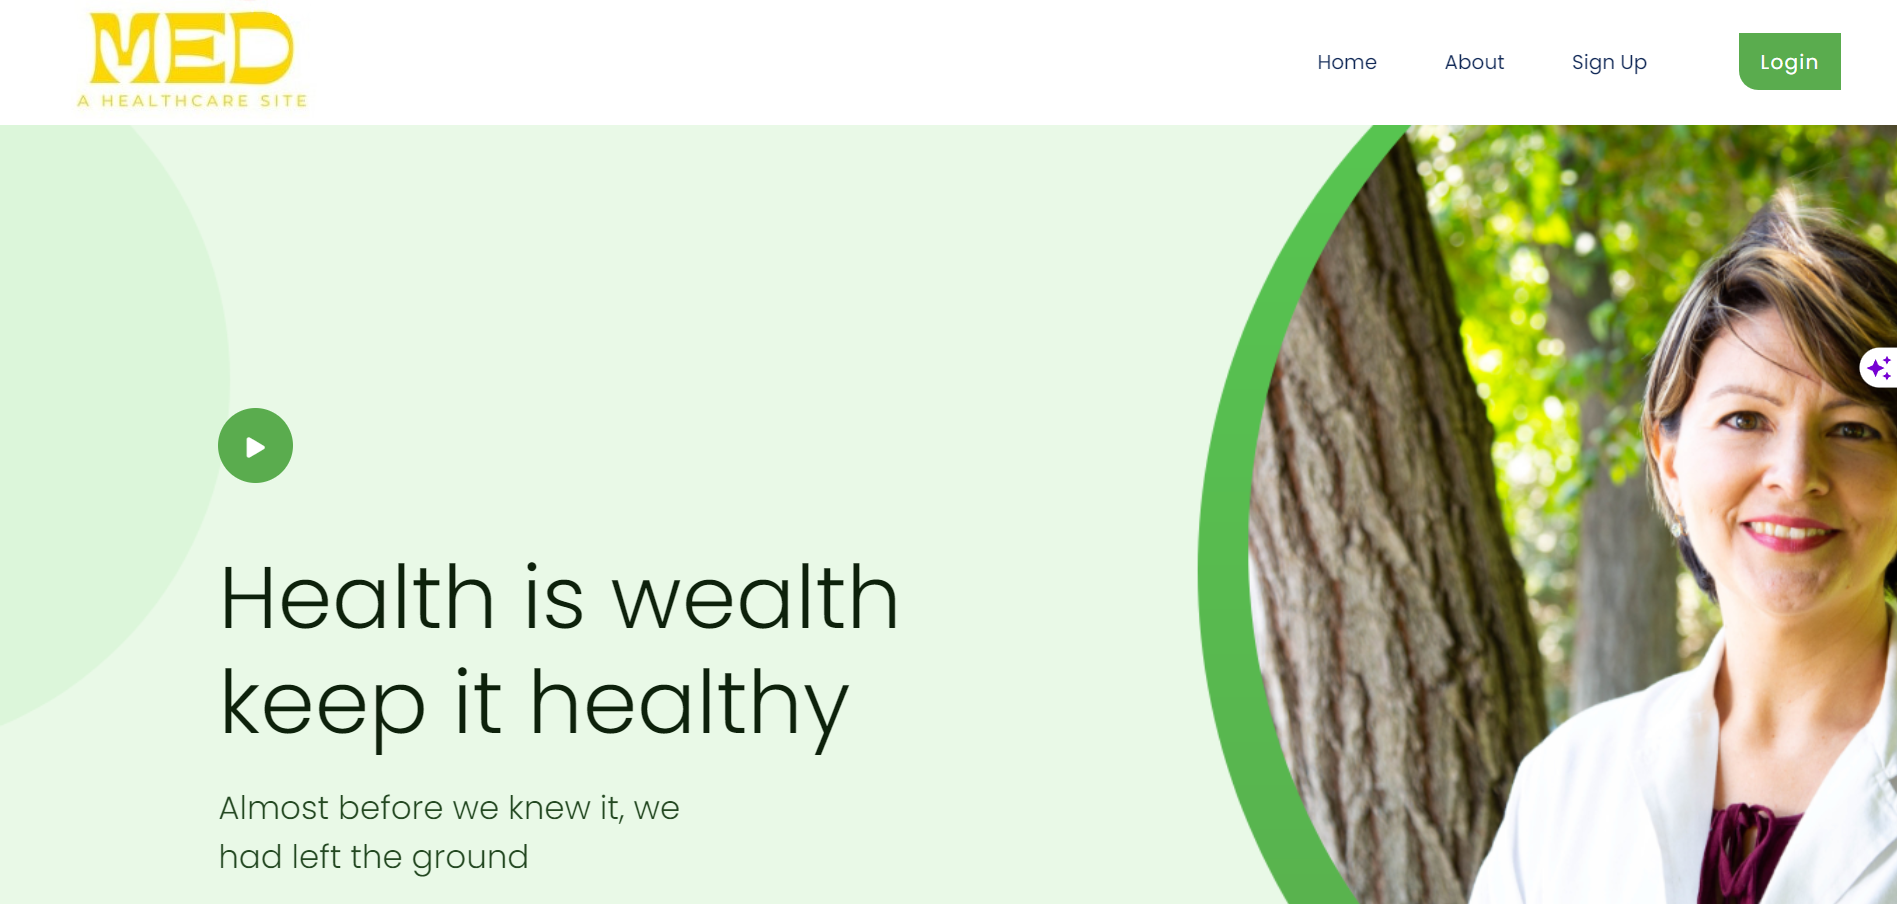 MED
A HEALTHCARE SITE
Home
About
Sign Up
Login
Health is wealth
keep it healthy
Almost before we knew it, we
had left the ground